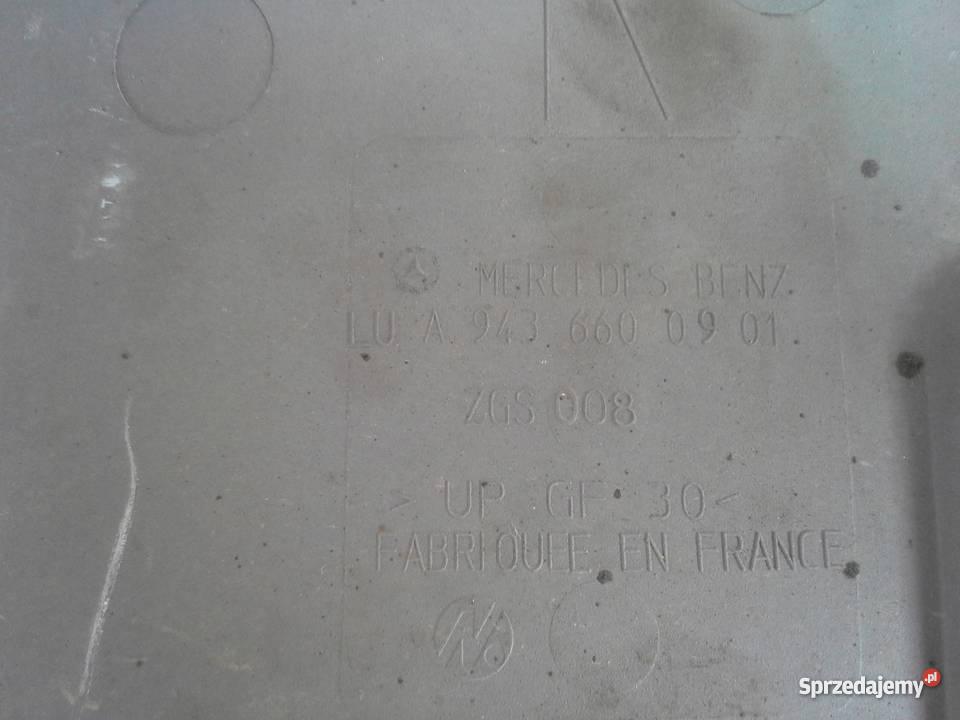 MERCEDES BENZ
LU A 943 660 09 01
ZGS 008
> UP GF 30<
FABRIQUEE EN FRANCE
Sprzedajemy.pl